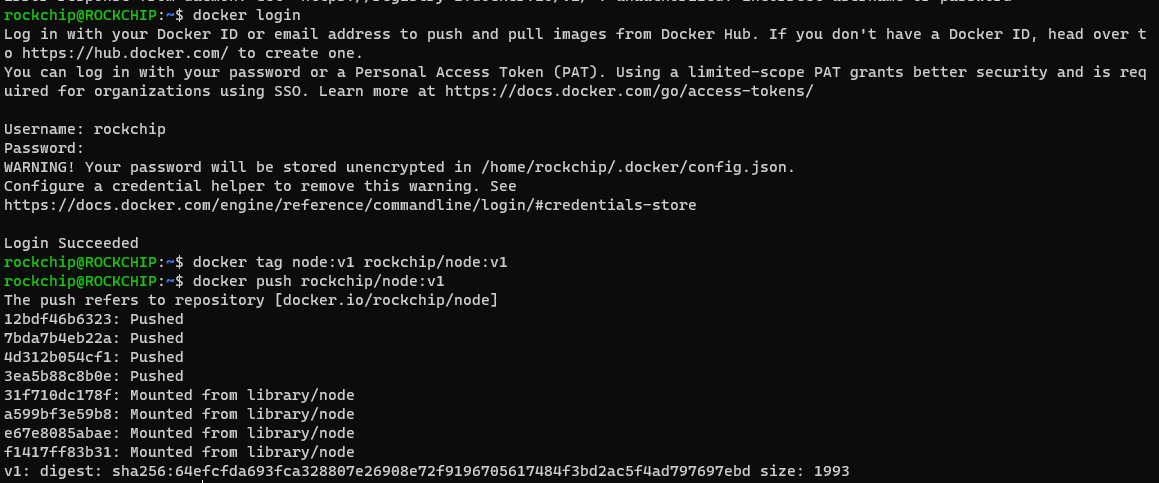 rockchip@ROCKCHIP:~$ docker login
Log in with your Docker ID or email address to push and pull images from Docker Hub. If you don't have a Docker ID, head over t
o https://hub.docker.com/ to create one.
You can log in with your password or a Personal Access Token (PAT). Using a limited-scope PAT grants better security and is req
uired for organizations using SSO. Learn more at https://docs.docker.com/go/access-tokens/
Username: rockchip
Password:
WARNING! Your password will be stored unencrypted in /home/rockchip/.docker/config.json.
Configure a credential helper to remove this warning. See
https://docs.docker.com/engine/reference/commandline/login/#credentials-store
Login Succeeded
rockchip@ROCKCHIP:~$ docker tag node:v1 rockchip/node:v1
rockchip@ROCKCHIP:~$ docker push rockchip/node:v1
The push refers to repository [docker.io/rockchip/node]
12bdf46b6323: Pushed
7bda7b4eb22a: Pushed
4d312b054cf1: Pushed
3ea5b88c8b0e: Pushed
31f710dc178f: Mounted from library/node
a599bf3e59b8: Mounted from library/node
e67e8085abae: Mounted from library/node
f1417ff83b31: Mounted from library/node
v1: digest: sha256:64efcfda693fca328807e26908e72f9196705617484f3bd2ac5f4ad797697ebd size: 1993